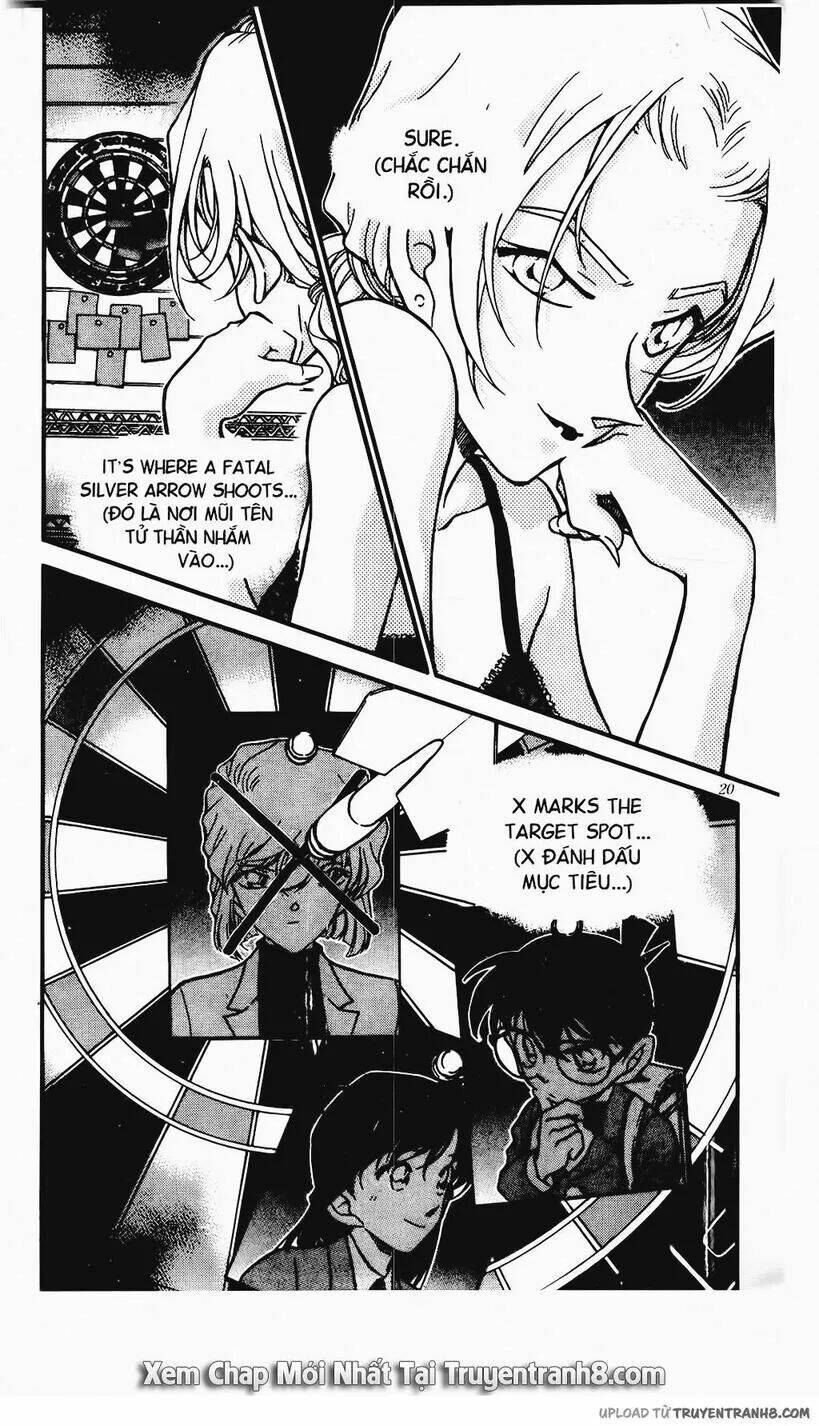 SURE.
(CHẮC CHẮN
RỒI.)
IT'S WHERE A FATAL
SILVER ARROW SHOOTS...
(ĐÓ LÀ NƠI MŨI TÊN
TỬ THẦN NHẮM
VÀO...)
20
X MARKS THE
TARGET SPOT...
(X ĐÁNH DẤU
MỤC TIÊU...)
Xem Chap Mới Nhất Tại Truyentranh8.com
UPLOAD TỪ TRUYENTRANH8.COM